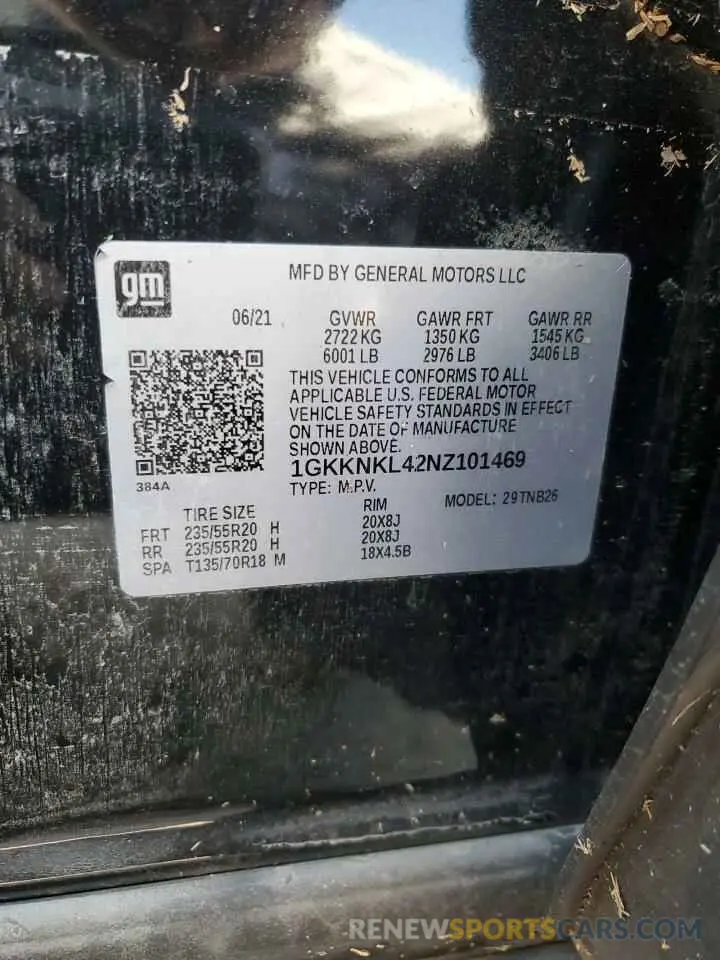 gm
MFD BY GENERAL MOTORS LLC
06/21 GVWR GAWR FRT GAWR RR
2722 KG 1350 KG 1545 KG
6001 LB 2976 LB 3406 LB
THIS VEHICLE CONFORMS TO ALL
APPLICABLE U.S. FEDERAL MOTOR
VEHICLE SAFETY STANDARDS IN EFFECT
ON THE DATE OF MANUFACTURE
SHOWN ABOVE.
1GKKNKL42NZ101469
384A
TYPE: M.P.V. MODEL: 29TNB26
TIRE SIZE RIM
FRT 235/55R20 H 20X8J
RR 235/55R20 H 20X8J
SPA T135/70R18 M 18X4.5B
RENEWSPORTSCARS.COM